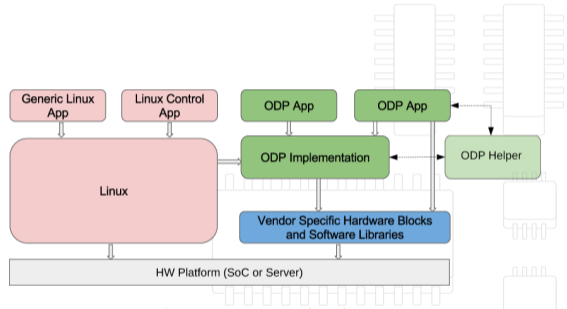 Generic Linux
App
Linux Control
App
ODP App
ODP App
ODP Implementation
ODP Helper
Linux
Vendor Specific Hardware Blocks
and Software Libraries
HW Platform (SoC or Server)